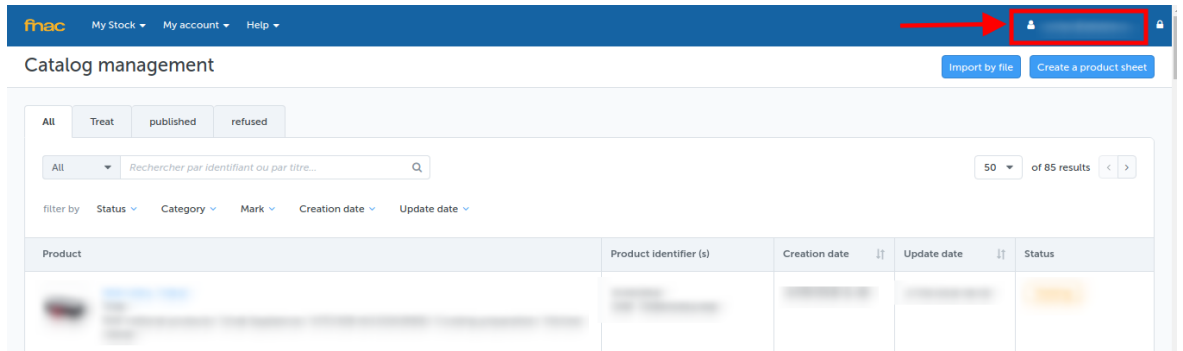 fnac My Stock My account Help
Catalog management Import by file Create a product sheet
All Treat published refused
All Rechercher par identifiant ou par titre... 50 of 85 results
filter by Status Category Mark Creation date Update date
Product Product identifier (s) Creation date Update date Status